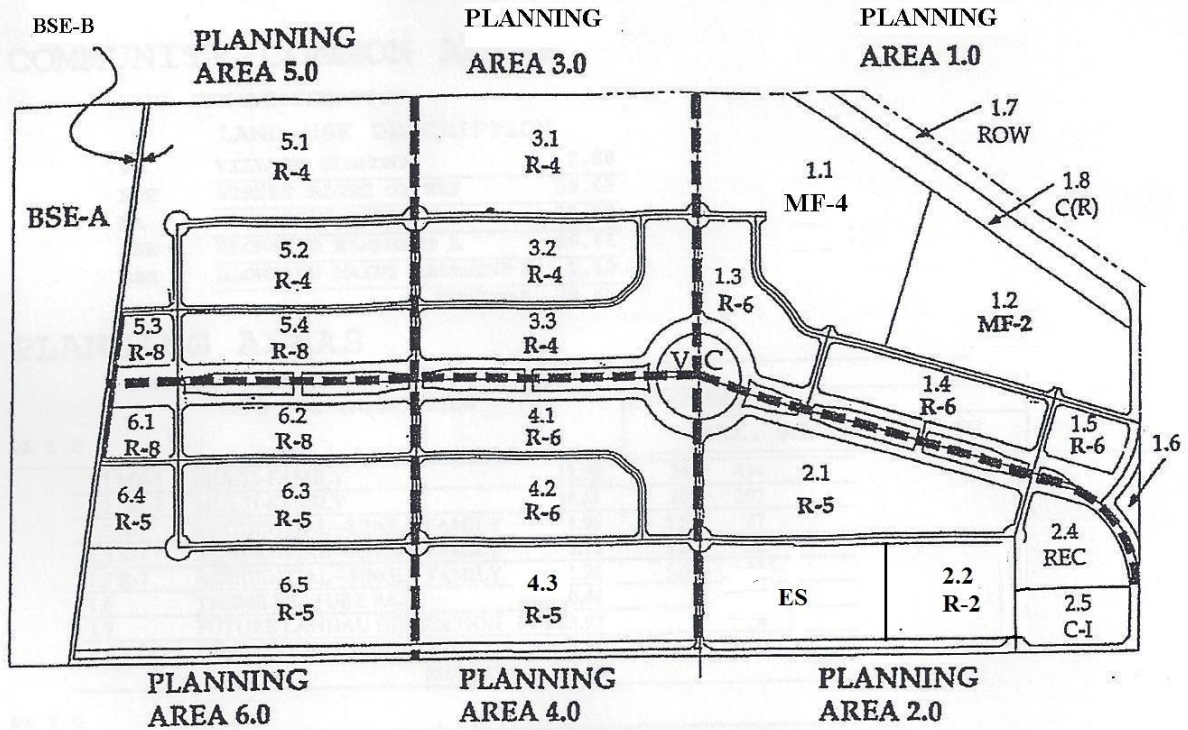 BSE-B
PLANNING
AREA 5.0
PLANNING
AREA 3.0
PLANNING
AREA 1.0
1.7
ROW
1.8
C(R)
5.1
R-4
3.1
R-4
1.1
MF-4
BSE-A
5.2
R-4
3.2
R-4
1.3
R-6
1.2
MF-2
5.3
R-8
5.4
R-8
3.3
R-4
V C
1.4
R-6
1.5
R-6
1.6
6.1
R-8
6.2
R-8
4.1
R-6
2.1
R-5
6.4
R-5
6.3
R-5
4.2
R-6
2.4
REC
6.5
R-5
4.3
R-5
ES
2.2
R-2
2.5
C-I
PLANNING
AREA 6.0
PLANNING
AREA 4.0
PLANNING
AREA 2.0